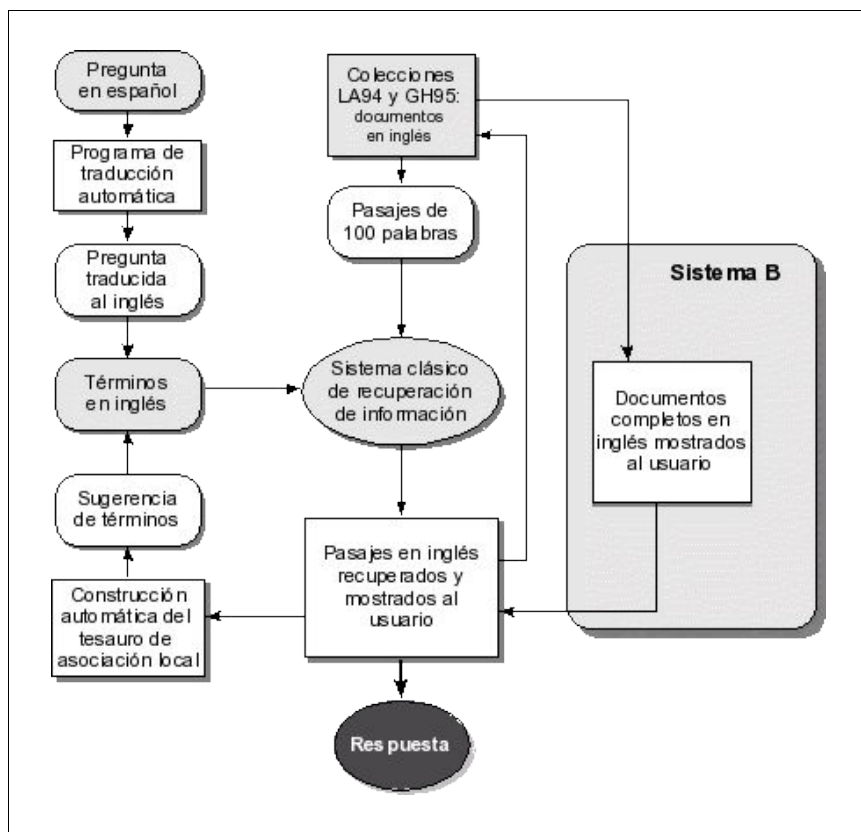 Pregunta
en español
Programa de
traducción
automática
Pregunta
traducida
al inglés
Términos
en inglés
Sugerencia
de términos
Construcción
automática del
tesauro de
asociación local
Colecciones
LA94 y GH95:
documentos
en inglés
Pasajes de
100 palabras
Sistema clásico
de recuperación
de información
Pasajes en inglés
recuperados y
mostrados al
usuario
Respuesta
Sistema B
Documentos
completos en
inglés mostrados
al usuario